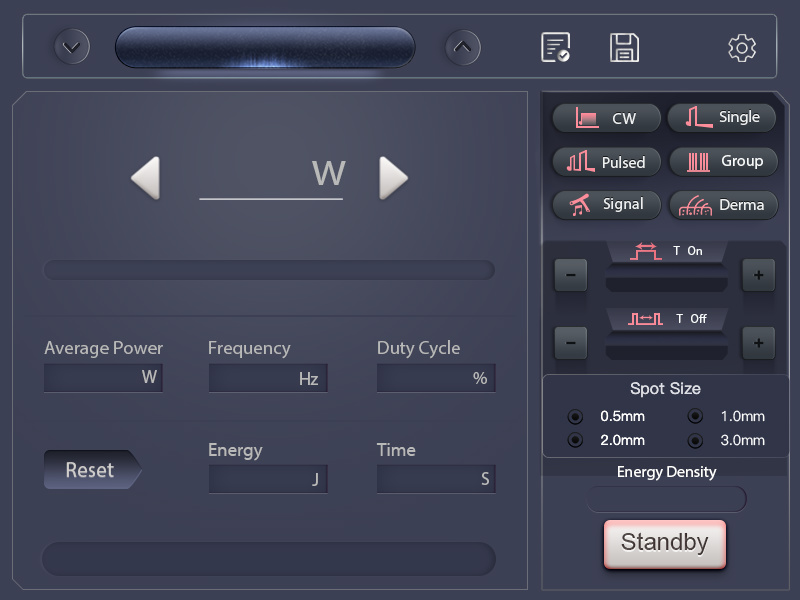 W
CW
Single
Pulsed
Group
Signal
Derma
T On
-
+
T Off
-
+
Average Power
Frequency
Duty Cycle
W
Hz
%
Reset
Energy
Time
J
S
Spot Size
0.5mm
1.0mm
2.0mm
3.0mm
Energy Density
Standby